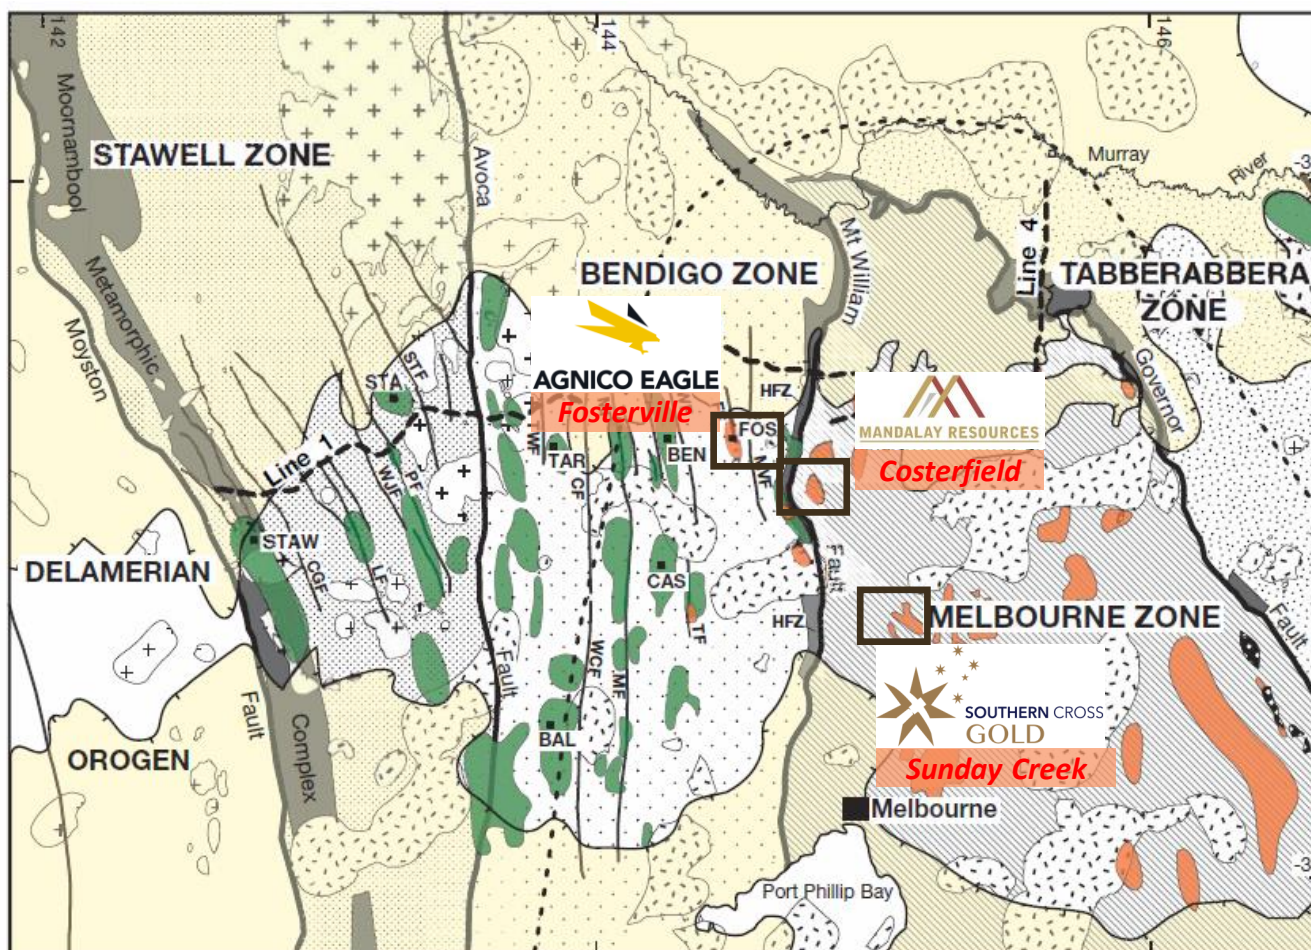 142
144
146
Moornambool
STAWELL ZONE
Avoca
Murray
River
-3
Metamorphic
Moyston
BENDIGO ZONE
Mt William
Line 4
TABBERABBERA
ZONE
Governor
AGNICO EAGLE
Fosterville
STA
STF
HFZ
MANDALAY RESOURCES
Costerfield
Line 1
WJF
PF
TAR
CF
BEN
FOS
STAW
CGF
LF
DELAMERIAN
CAS
Fault
TF
HFZ
MELBOURNE ZONE
Fault
Fault
WCF
MF
BAL
SOUTHERN CROSS
GOLD
Sunday Creek
Fault
Complex
OROGEN
Melbourne
Port Phillip Bay
-3